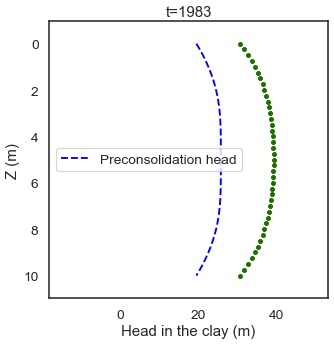 t=1983
0
2
4
6
8
10
Z (m)
Preconsolidation head
0
20
40
Head in the clay (m)